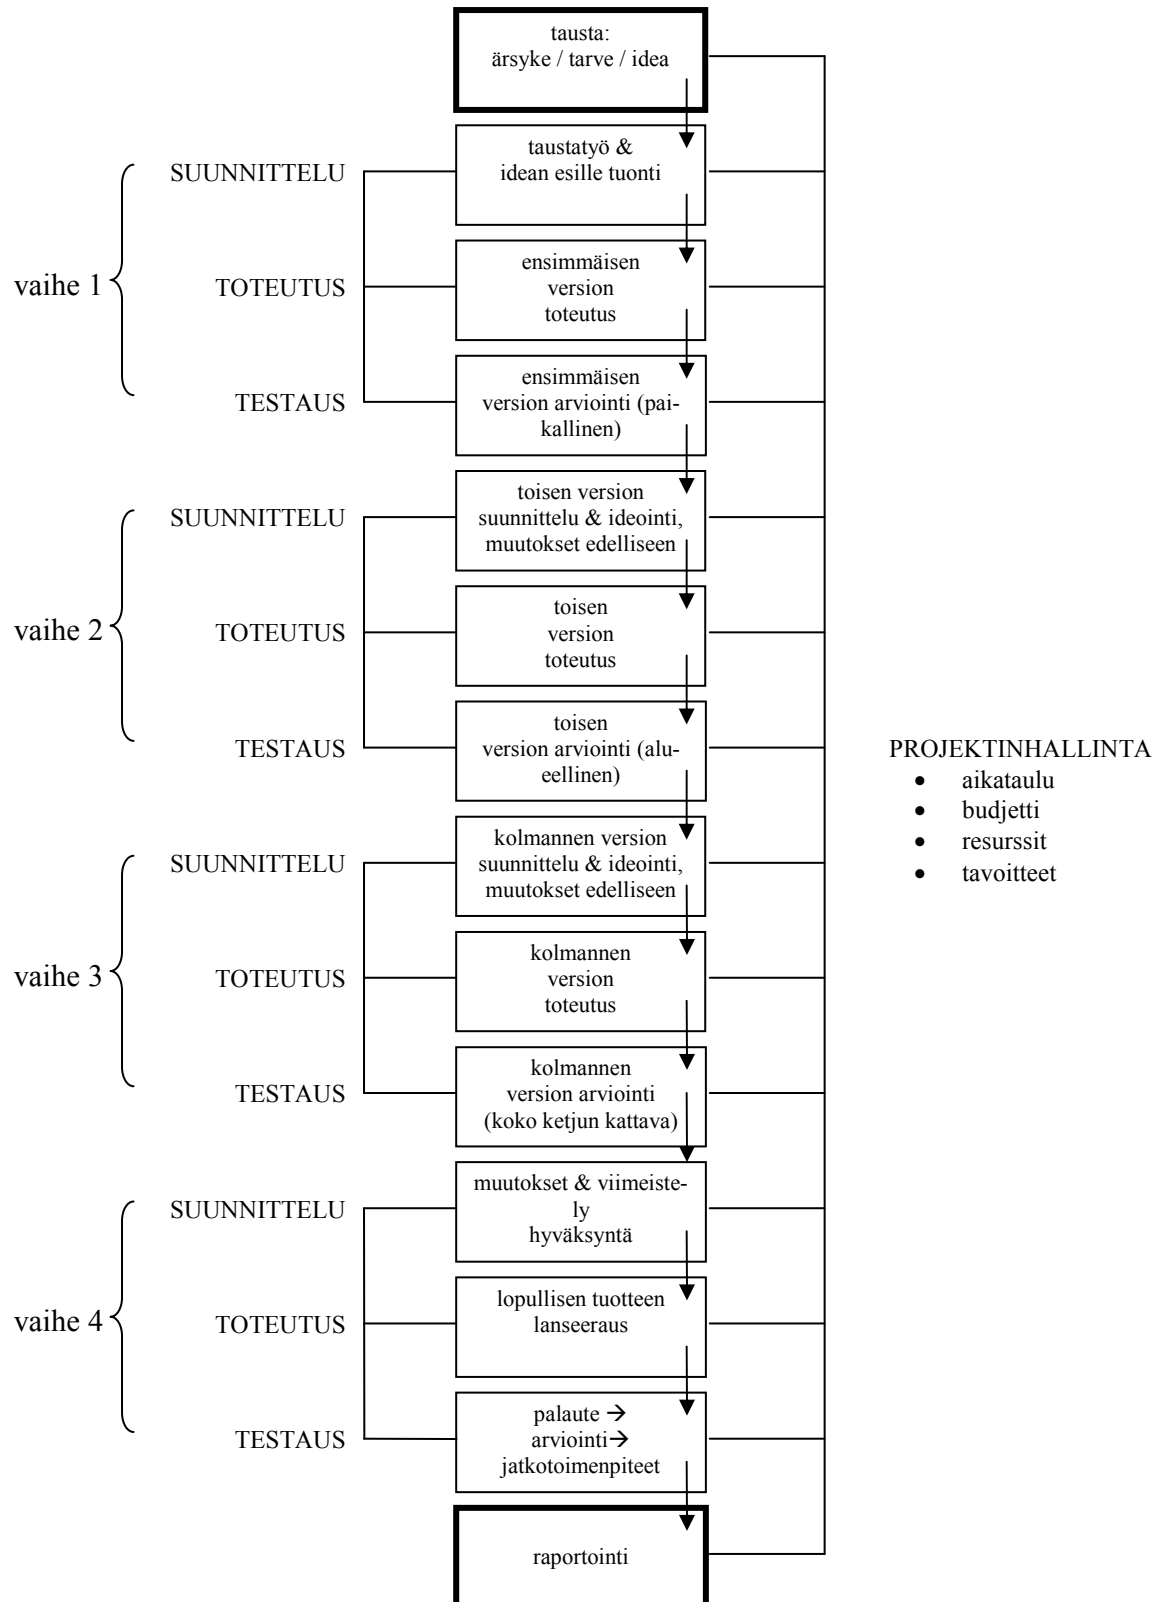 tausta:
ärsyke / tarve / idea
vaihe 1
SUUNNITTELU
taustatyö &
idean esille tuonti
TOTEUTUS
ensimmäisen
version
toteutus
TESTAUS
ensimmäisen
version arviointi (pai-
kallinen)
vaihe 2
SUUNNITTELU
toisen version
suunnittelu & ideointi,
muutokset edelliseen
TOTEUTUS
toisen
version
toteutus
TESTAUS
toisen
version arviointi (alu-
eellinen)
vaihe 3
SUUNNITTELU
kolmannen version
suunnittelu & ideointi,
muutokset edelliseen
TOTEUTUS
kolmannen
version
toteutus
TESTAUS
kolmannen
version arviointi
(koko ketjun kattava)
vaihe 4
SUUNNITTELU
muutokset & viimeiste-
ly
hyväksyntä
TOTEUTUS
lopullisen tuotteen
lanseeraus
TESTAUS
palaute →
arviointi→
jatkotoimenpiteet
raportointi
PROJEKTINHALLINTA
• aikataulu
• budjetti
• resurssit
• tavoitteet